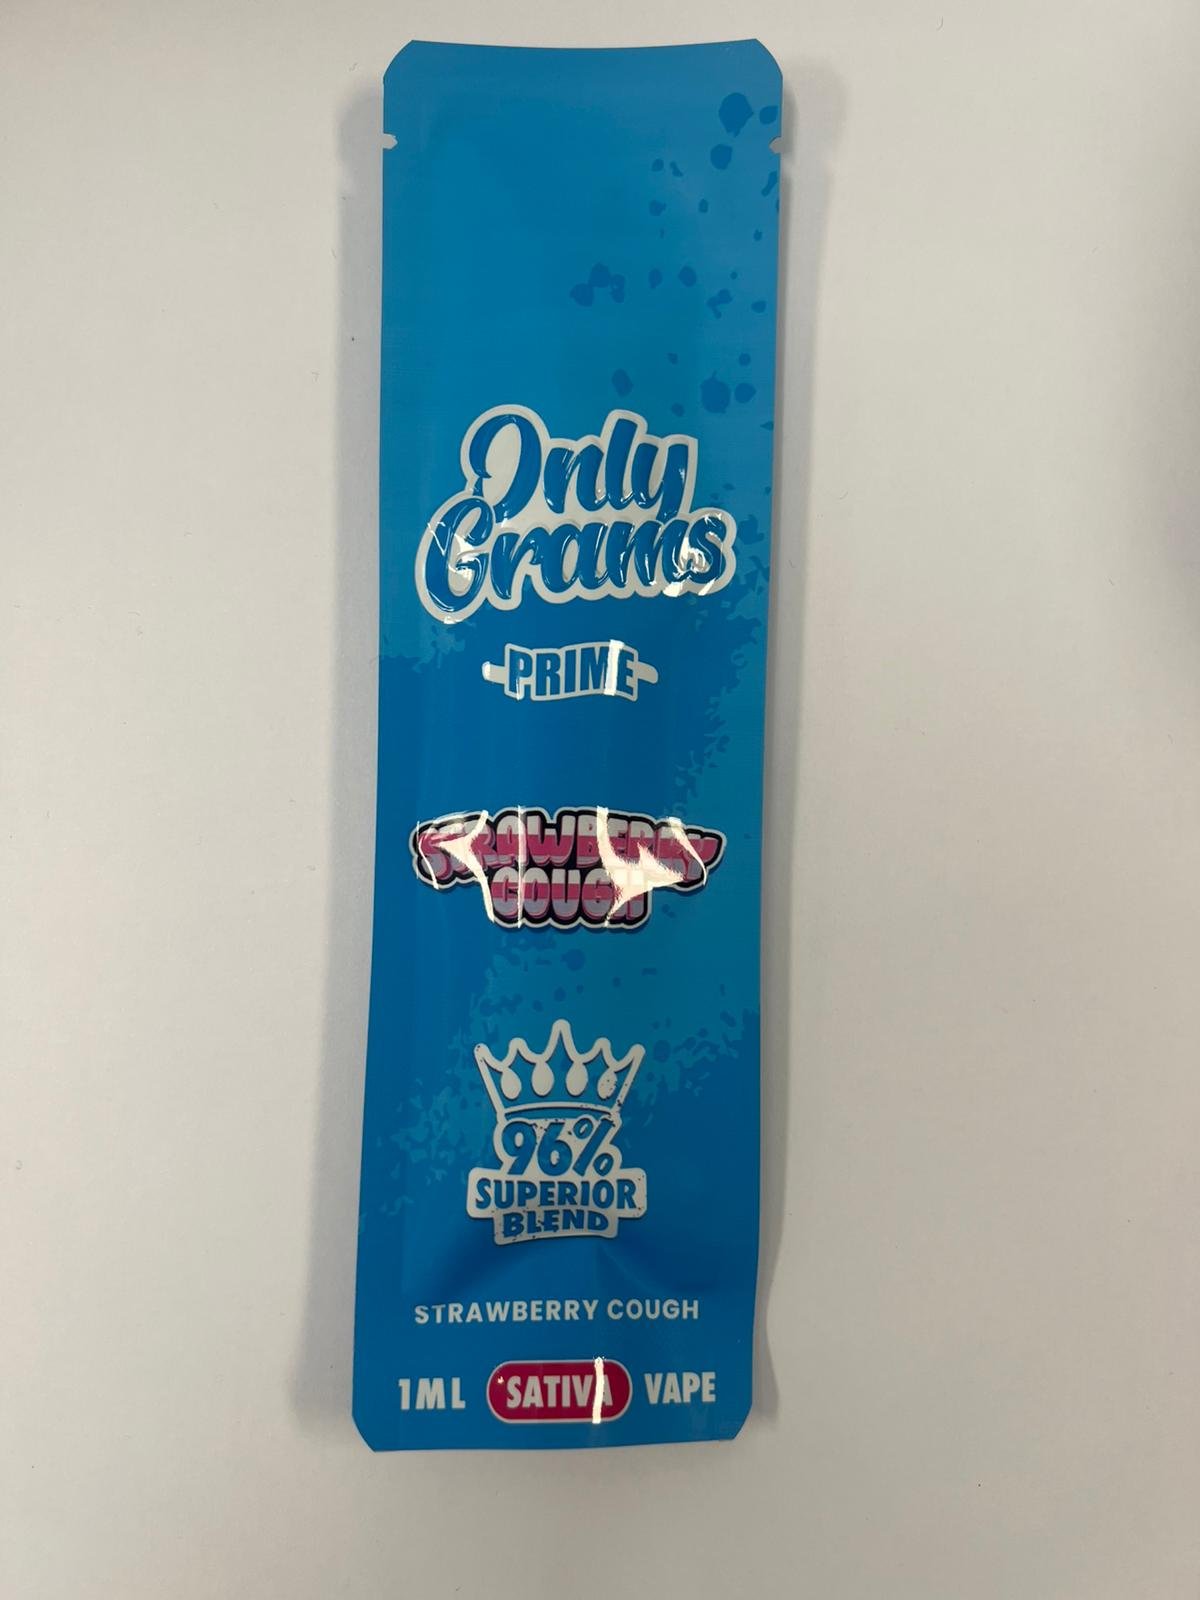 Only
Grams
PRIME
STRAWBERRY
COUGH
96%
SUPERIOR
BLEND
STRAWBERRY COUGH
1ML SATIVA VAPE